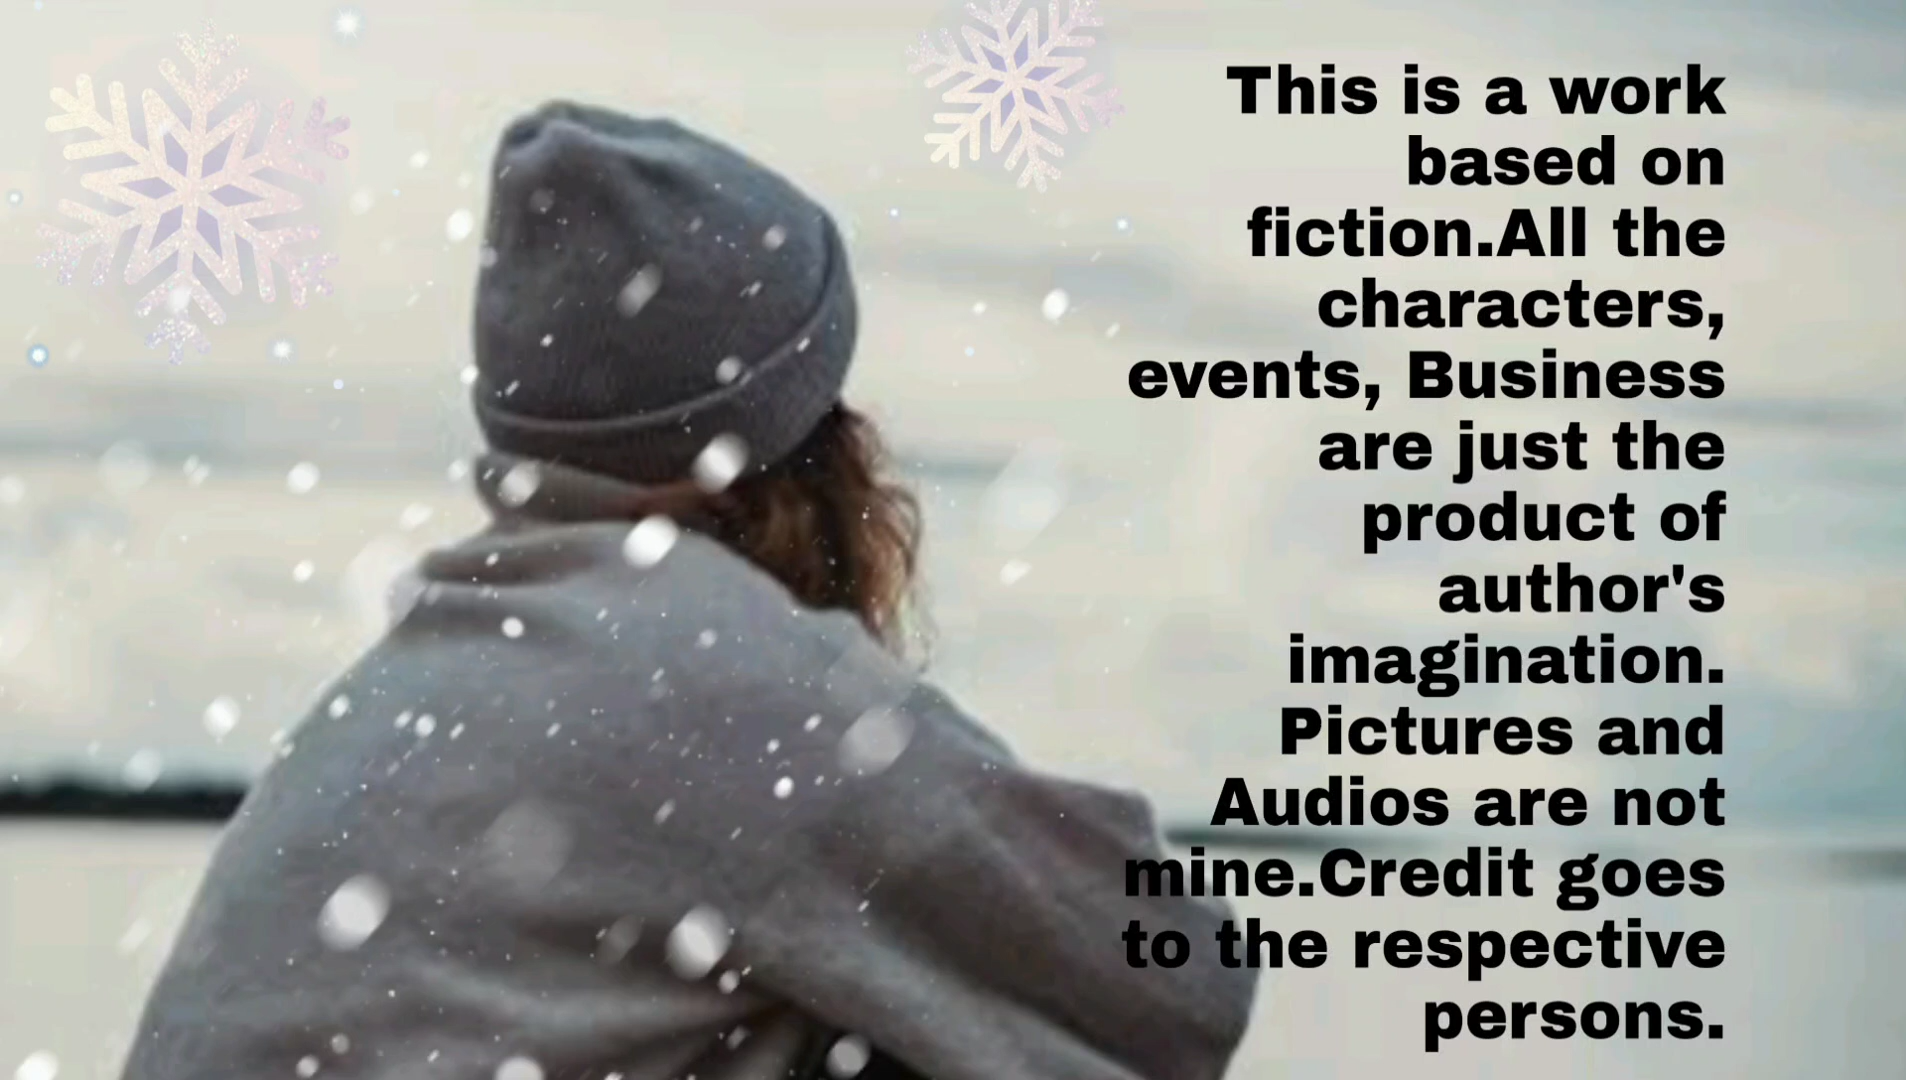 This is a work
based on
fiction.All the
characters,
events, Business
are just the
product of
author's
imagination.
Pictures and
Audios are not
mine.Credit goes
to the respective
persons.